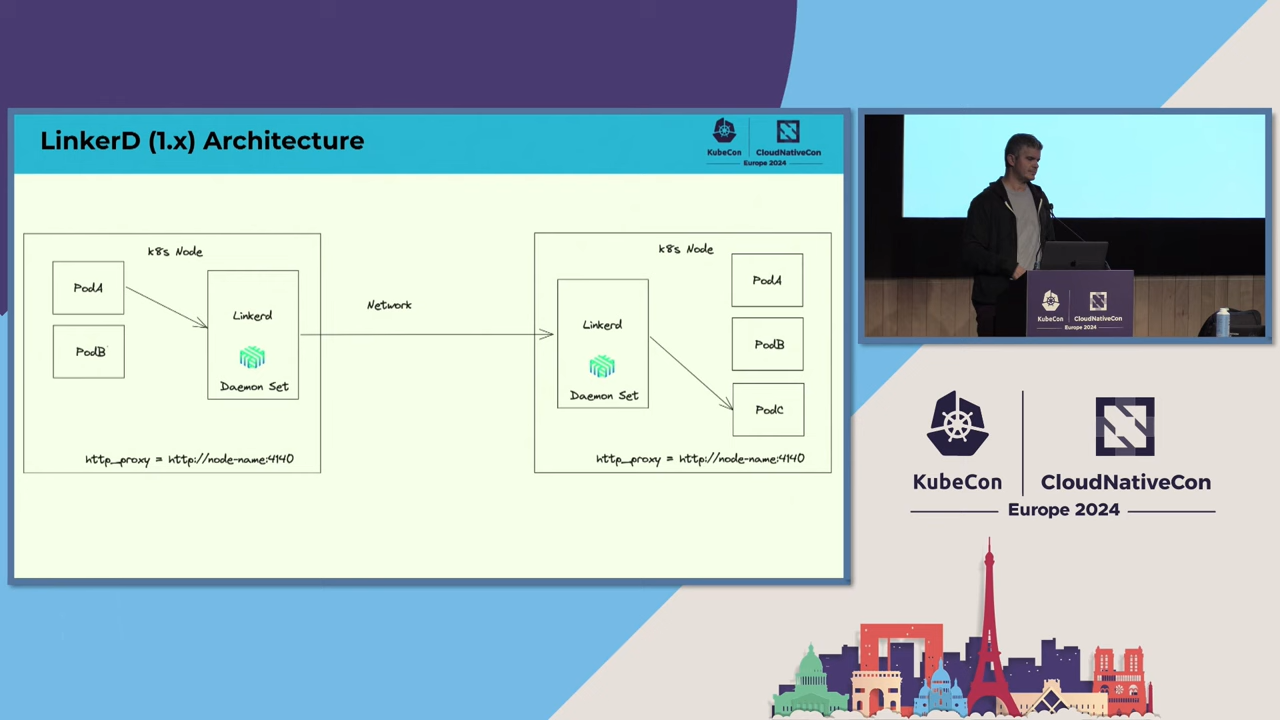 LinkerD (1.x) Architecture
KubeCon
CloudNativeCon
Europe 2024
k8s Node
PodA
PodB
Linkerd
Daemon Set
http_proxy = http://node-name:4140
Network
k8s Node
Linkerd
Daemon Set
PodA
PodB
PodC
http_proxy = http://node-name:4140
KubeCon
CloudNativeCon
Europe 2024
KubeCon
CloudNativeCon
Europe 2024